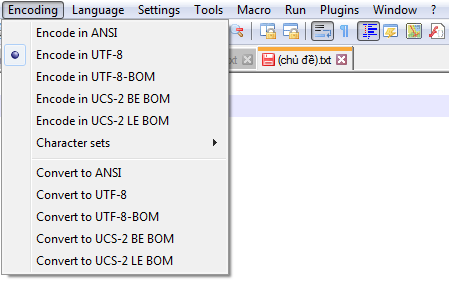 Encoding Language Settings Tools Macro Run Plugins Window ?
.txt (chủ đề).txt
Encode in ANSI
Encode in UTF-8
Encode in UTF-8-BOM
Encode in UCS-2 BE BOM
Encode in UCS-2 LE BOM
Character sets
Convert to ANSI
Convert to UTF-8
Convert to UTF-8-BOM
Convert to UCS-2 BE BOM
Convert to UCS-2 LE BOM